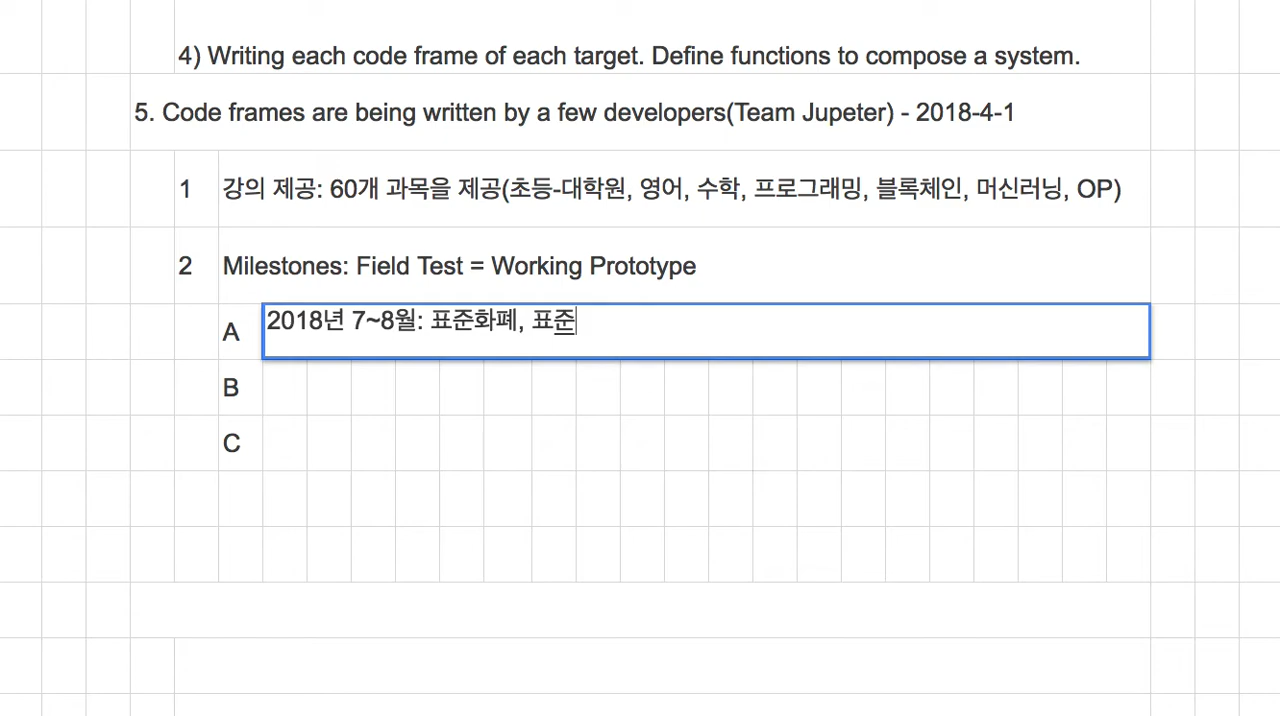 4) Writing each code frame of each target. Define functions to compose a system.
5. Code frames are being written by a few developers(Team Jupeter) - 2018-4-1
1 강의 제공: 60개 과목을 제공(초등-대학원, 영어, 수학, 프로그래밍, 블록체인, 머신러닝, OP)
2 Milestones: Field Test = Working Prototype
A 2018년 7~8월: 표준화폐, 표준
B
C